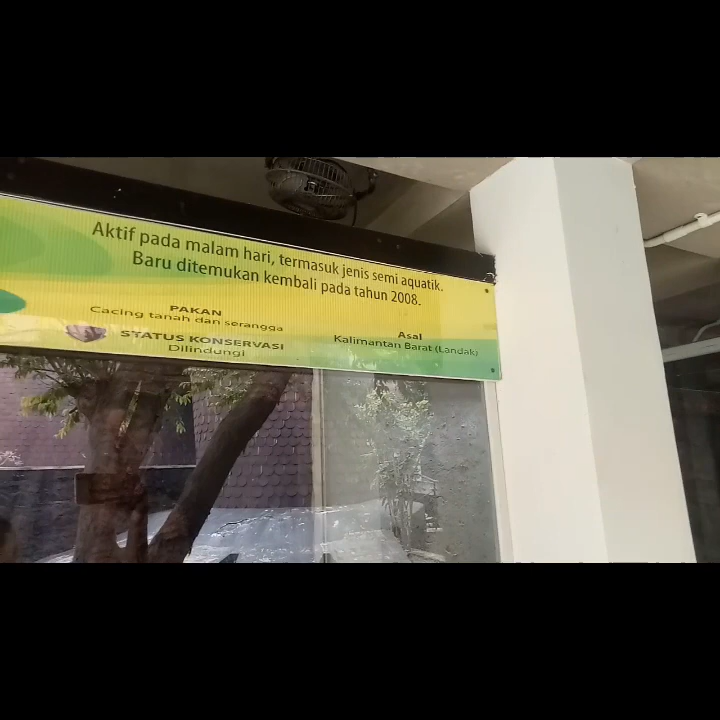 Aktif pada malam hari, termasuk jenis semi aquatik.
Baru ditemukan kembali pada tahun 2008.
PAKAN
Cacing tanah dan serangga
STATUS KONSERVASI
Dilindungi
Asal
Kalimantan Barat (Landak)